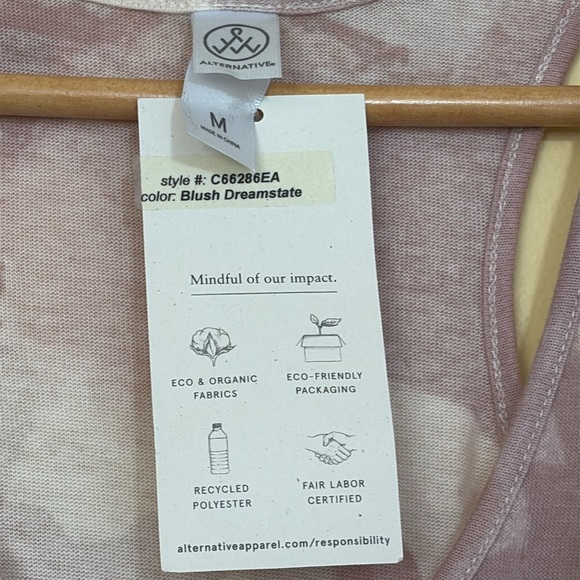 ALTERNATIVE®
M
MADE IN CHINA
style #: C66286EA
color: Blush Dreamstate
Mindful of our impact.
ECO & ORGANIC
FABRICS
ECO-FRIENDLY
PACKAGING
RECYCLED
POLYESTER
FAIR LABOR
CERTIFIED
alternativeapparel.com/responsibility